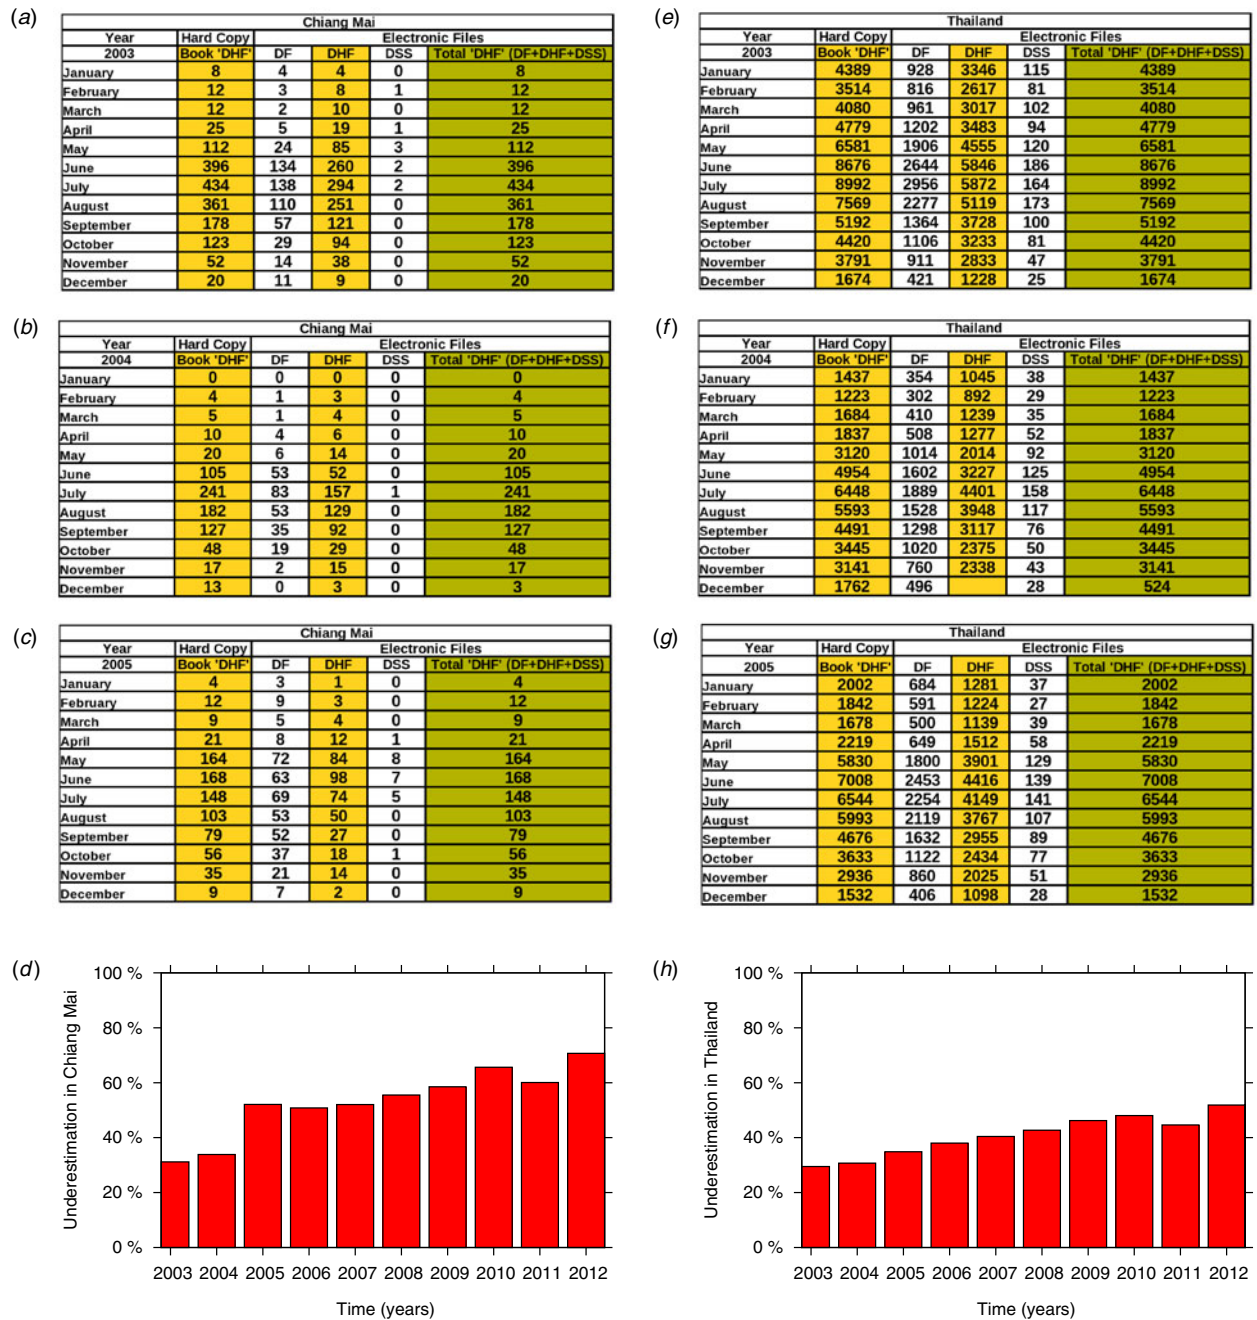 (a)
Chiang Mai
Year Hard Copy Electronic Files
2003 Book 'DHF' DF DHF DSS Total 'DHF' (DF+DHF+DSS)
January 8 4 4 0 8
February 12 3 8 1 12
March 12 2 10 0 12
April 25 5 19 1 25
May 112 24 85 3 112
June 396 134 260 2 396
July 434 138 294 2 434
August 361 110 251 0 361
September 178 57 121 0 178
October 123 29 94 0 123
November 52 14 38 0 52
December 20 11 9 0 20
(b)
Chiang Mai
Year Hard Copy Electronic Files
2004 Book 'DHF' DF DHF DSS Total 'DHF' (DF+DHF+DSS)
January 0 0 0 0 0
February 4 1 3 0 4
March 5 1 4 0 5
April 10 4 6 0 10
May 20 6 14 0 20
June 105 53 52 0 105
July 241 83 157 1 241
August 182 53 129 0 182
September 127 35 92 0 127
October 48 19 29 0 48
November 17 2 15 0 17
December 13 0 3 0 3
(c)
Chiang Mai
Year Hard Copy Electronic Files
2005 Book 'DHF' DF DHF DSS Total 'DHF' (DF+DHF+DSS)
January 4 3 1 0 4
February 12 9 3 0 12
March 9 5 4 0 9
April 21 8 12 1 21
May 164 72 84 8 164
June 168 63 98 7 168
July 148 69 74 5 148
August 103 53 50 0 103
September 79 52 27 0 79
October 56 37 18 1 56
November 35 21 14 0 35
December 9 7 2 0 9
(d)
Underestimation in Chiang Mai
100 %
80 %
60 %
40 %
20 %
0 %
2003 2004 2005 2006 2007 2008 2009 2010 2011 2012
Time (years)
(e)
Thailand
Year Hard Copy Electronic Files
2003 Book 'DHF' DF DHF DSS Total 'DHF' (DF+DHF+DSS)
January 4389 928 3346 115 4389
February 3514 816 2617 81 3514
March 4080 961 3017 102 4080
April 4779 1202 3483 94 4779
May 6581 1906 4555 120 6581
June 8676 2644 5846 186 8676
July 8992 2956 5872 164 8992
August 7569 2277 5119 173 7569
September 5192 1364 3728 100 5192
October 4420 1106 3233 81 4420
November 3791 911 2833 47 3791
December 1674 421 1228 25 1674
(f)
Thailand
Year Hard Copy Electronic Files
2004 Book 'DHF' DF DHF DSS Total 'DHF' (DF+DHF+DSS)
January 1437 354 1045 38 1437
February 1223 302 892 29 1223
March 1684 410 1239 35 1684
April 1837 508 1277 52 1837
May 3120 1014 2014 92 3120
June 4954 1602 3227 125 4954
July 6448 1889 4401 158 6448
August 5593 1528 3948 117 5593
September 4491 1298 3117 76 4491
October 3445 1020 2375 50 3445
November 3141 760 2338 43 3141
December 1762 496 28 524
(g)
Thailand
Year Hard Copy Electronic Files
2005 Book 'DHF' DF DHF DSS Total 'DHF' (DF+DHF+DSS)
January 2002 684 1281 37 2002
February 1842 591 1224 27 1842
March 1678 500 1139 39 1678
April 2219 649 1512 58 2219
May 5830 1800 3901 129 5830
June 7008 2453 4416 139 7008
July 6544 2254 4149 141 6544
August 5993 2119 3767 107 5993
September 4676 1632 2955 89 4676
October 3633 1122 2434 77 3633
November 2936 860 2025 51 2936
December 1532 406 1098 28 1532
(h)
Underestimation in Thailand
100 %
80 %
60 %
40 %
20 %
0 %
2003 2004 2005 2006 2007 2008 2009 2010 2011 2012
Time (years)